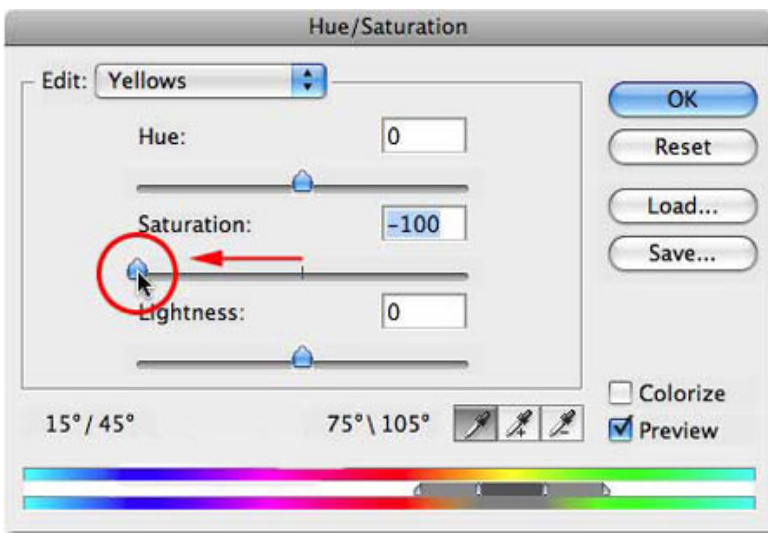 Hue/Saturation
Edit: Yellows
OK
Hue: 0
Reset
Load...
Saturation: -100
Save...
Lightness: 0
Colorize
15°/45° 75°\105°
Preview